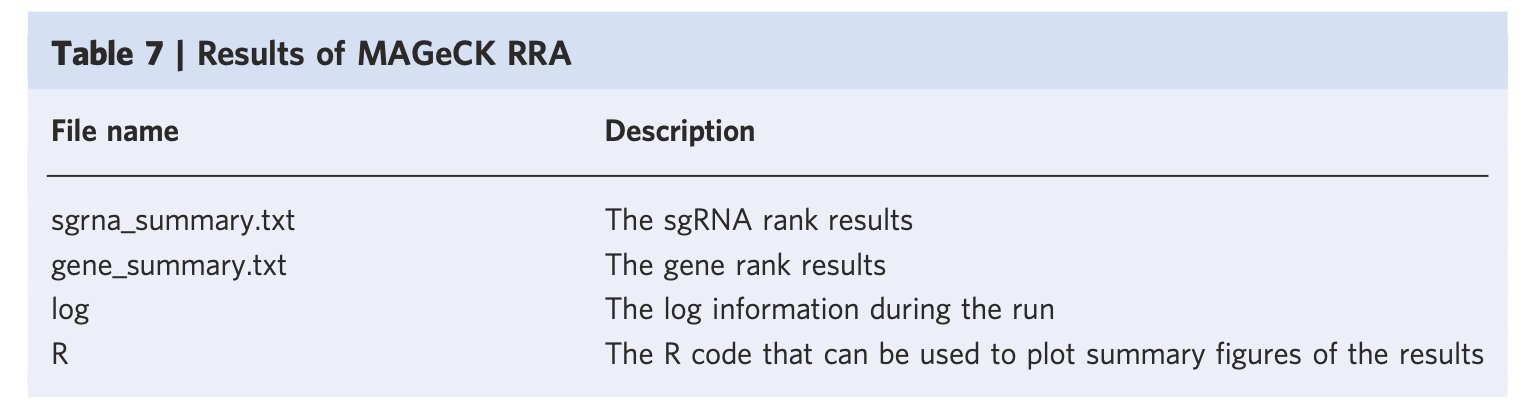 Table 7 | Results of MAGeCK RRA
File name Description
sgrna_summary.txt The sgRNA rank results
gene_summary.txt The gene rank results
log The log information during the run
R The R code that can be used to plot summary figures of the results